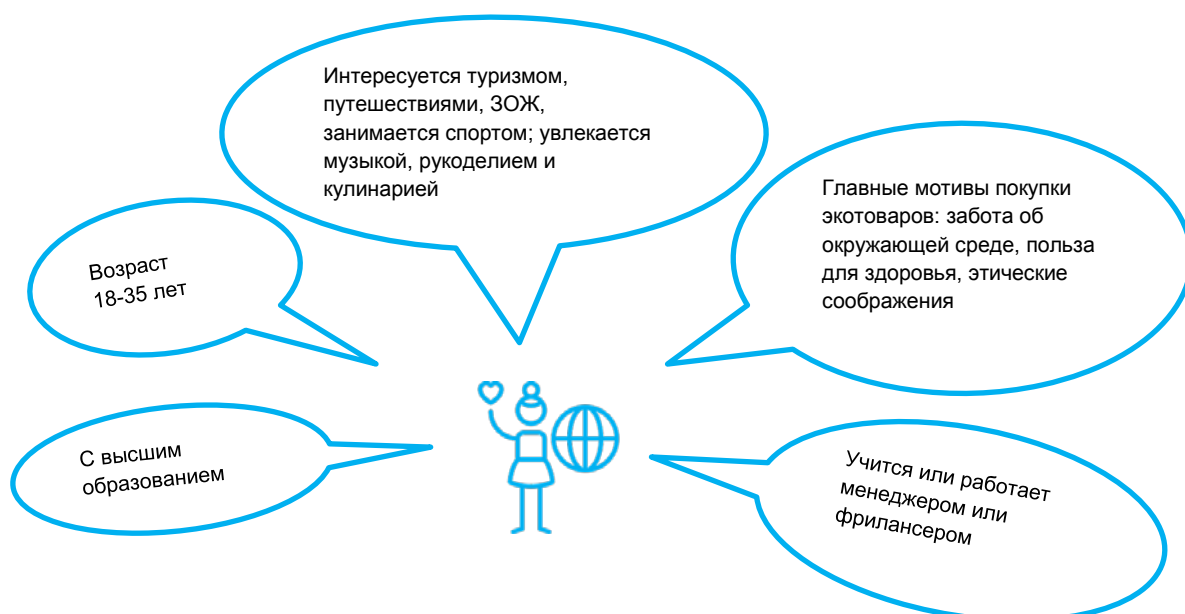 Интересуется туризмом,
путешествиями, ЗОЖ,
занимается спортом; увлекается
музыкой, рукоделием и
кулинарией
Главные мотивы покупки
экотоваров: забота об
окружающей среде, польза
для здоровья, этические
соображения
Возраст
18-35 лет
С высшим
образованием
Учится или работает
менеджером или
фрилансером